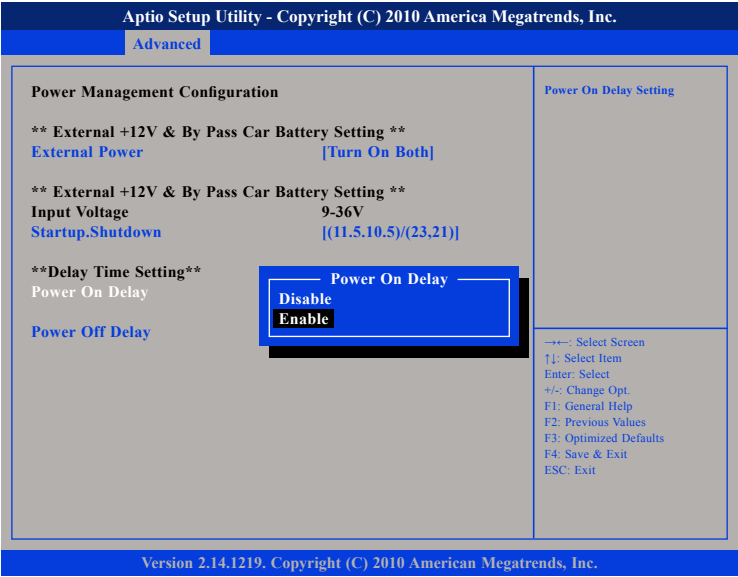 Aptio Setup Utility - Copyright (C) 2010 America Megatrends, Inc.
Advanced
Power Management Configuration
** External +12V & By Pass Car Battery Setting **
External Power [Turn On Both]
** External +12V & By Pass Car Battery Setting **
Input Voltage 9-36V
Startup.Shutdown [(11.5.10.5)/(23,21)]
**Delay Time Setting**
Power On Delay
Power Off Delay
Power On Delay
Disable
Enable
Power On Delay Setting
→←: Select Screen
↑↓: Select Item
Enter: Select
+/-: Change Opt.
F1: General Help
F2: Previous Values
F3: Optimized Defaults
F4: Save & Exit
ESC: Exit
Version 2.14.1219. Copyright (C) 2010 American Megatrends, Inc.